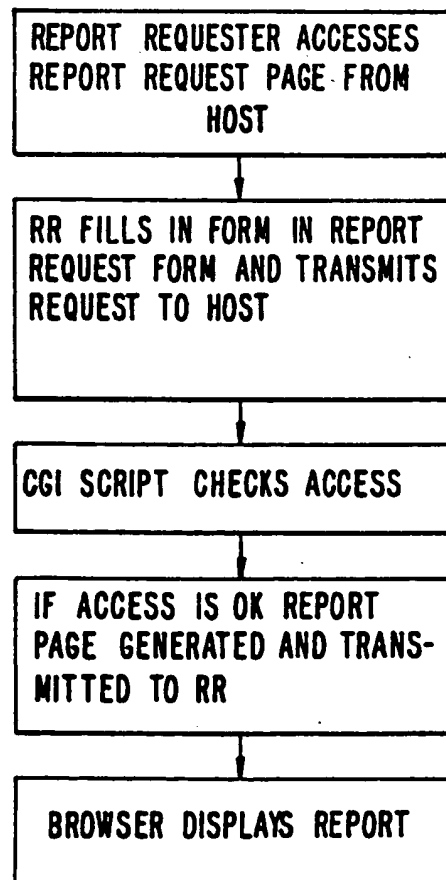 REPORT REQUESTER ACCESSES
REPORT REQUEST PAGE FROM
HOST
RR FILLS IN FORM IN REPORT
REQUEST FORM AND TRANSMITS
REQUEST TO HOST
CGI SCRIPT CHECKS ACCESS
IF ACCESS IS OK REPORT
PAGE GENERATED AND TRANS-
MITTED TO RR
BROWSER DISPLAYS REPORT